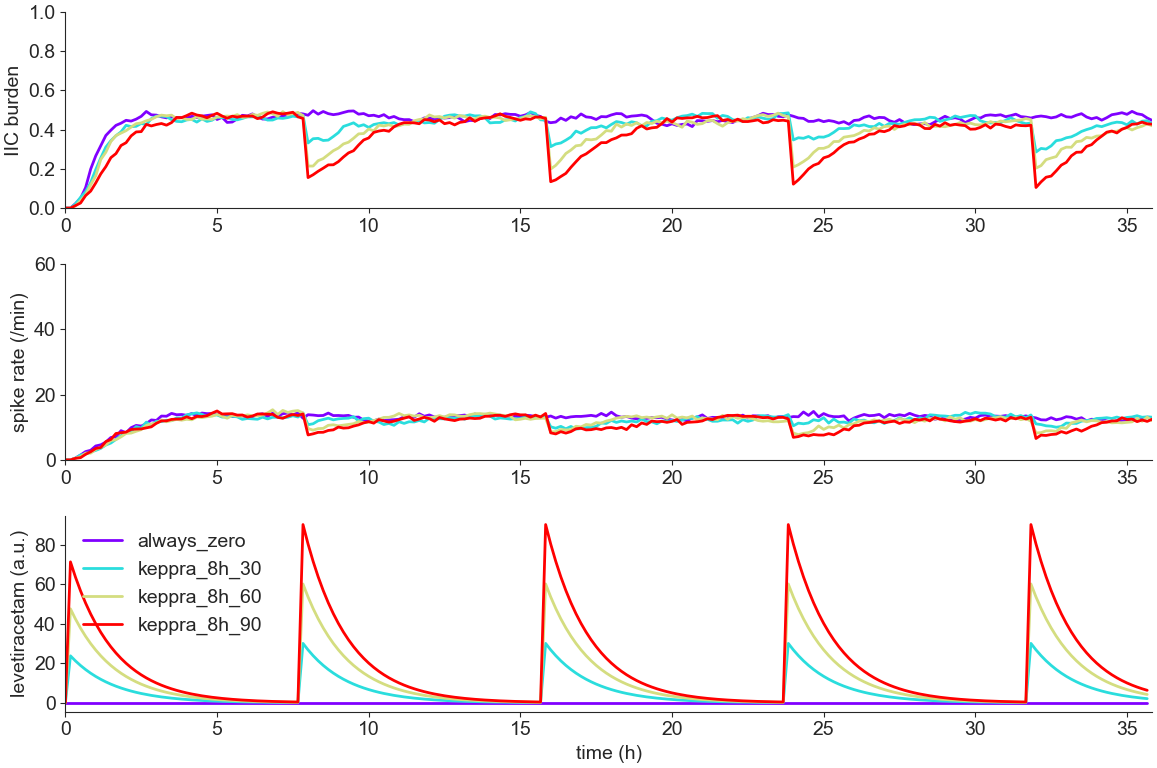 IIC burden
1.0
0.8
0.6
0.4
0.2
0.0
0 5 10 15 20 25 30 35
spike rate (/min)
60
40
20
0
0 5 10 15 20 25 30 35
levetiracetam (a.u.)
80
60
40
20
0
always_zero
keppra_8h_30
keppra_8h_60
keppra_8h_90
0 5 10 15 20 25 30 35
time (h)